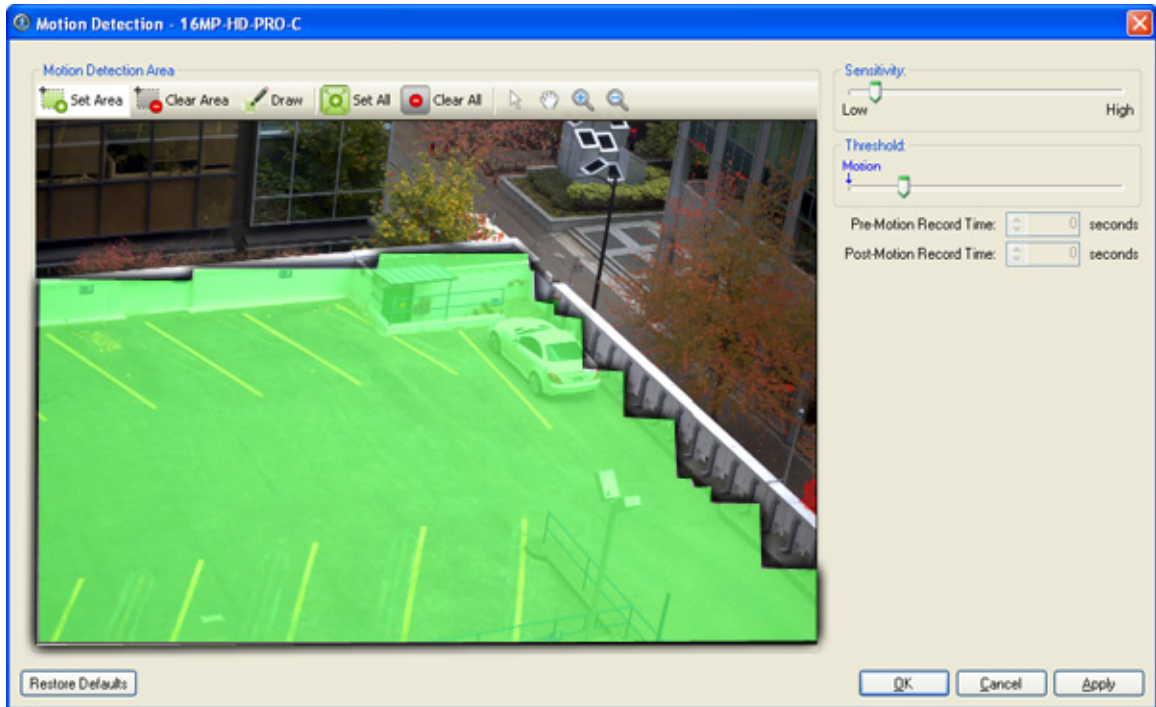 Motion Detection - 16MP-HD-PRO-C
Motion Detection Area
Set Area Clear Area Draw Set All Clear All
Sensitivity:
Low High
Threshold:
Motion
Pre-Motion Record Time: 0 seconds
Post-Motion Record Time: 0 seconds
Restore Defaults
OK Cancel Apply